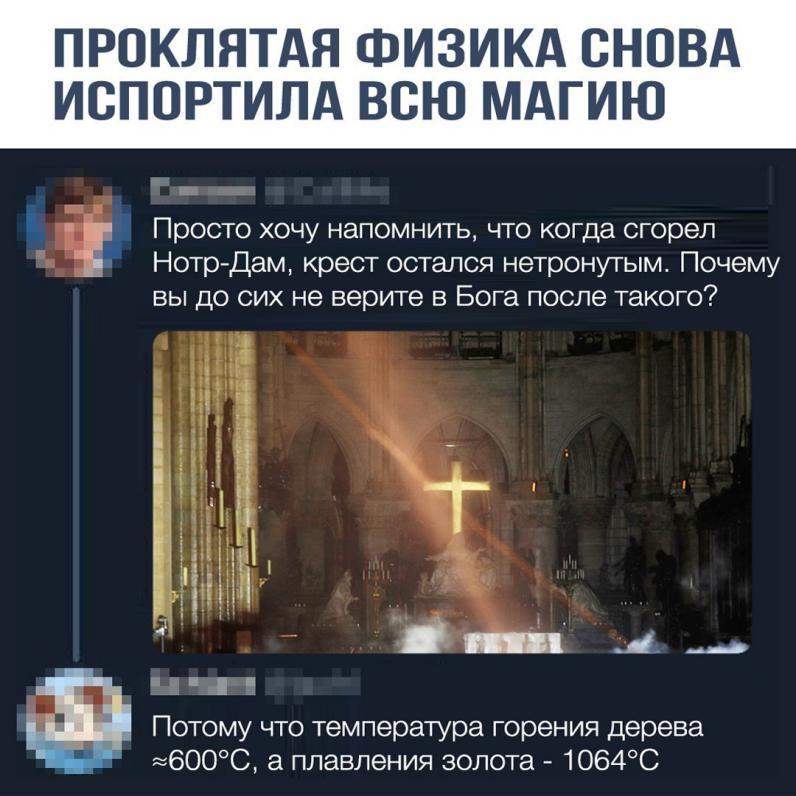 ПРОКЛЯТАЯ ФИЗИКА СНОВА
ИСПОРТИЛА ВСЮ МАГИЮ
Просто хочу напомнить, что когда сгорел
Нотр-Дам, крест остался нетронутым. Почему
вы до сих не верите в Бога после такого?
Потому что температура горения дерева
≈600°C, а плавления золота - 1064°C